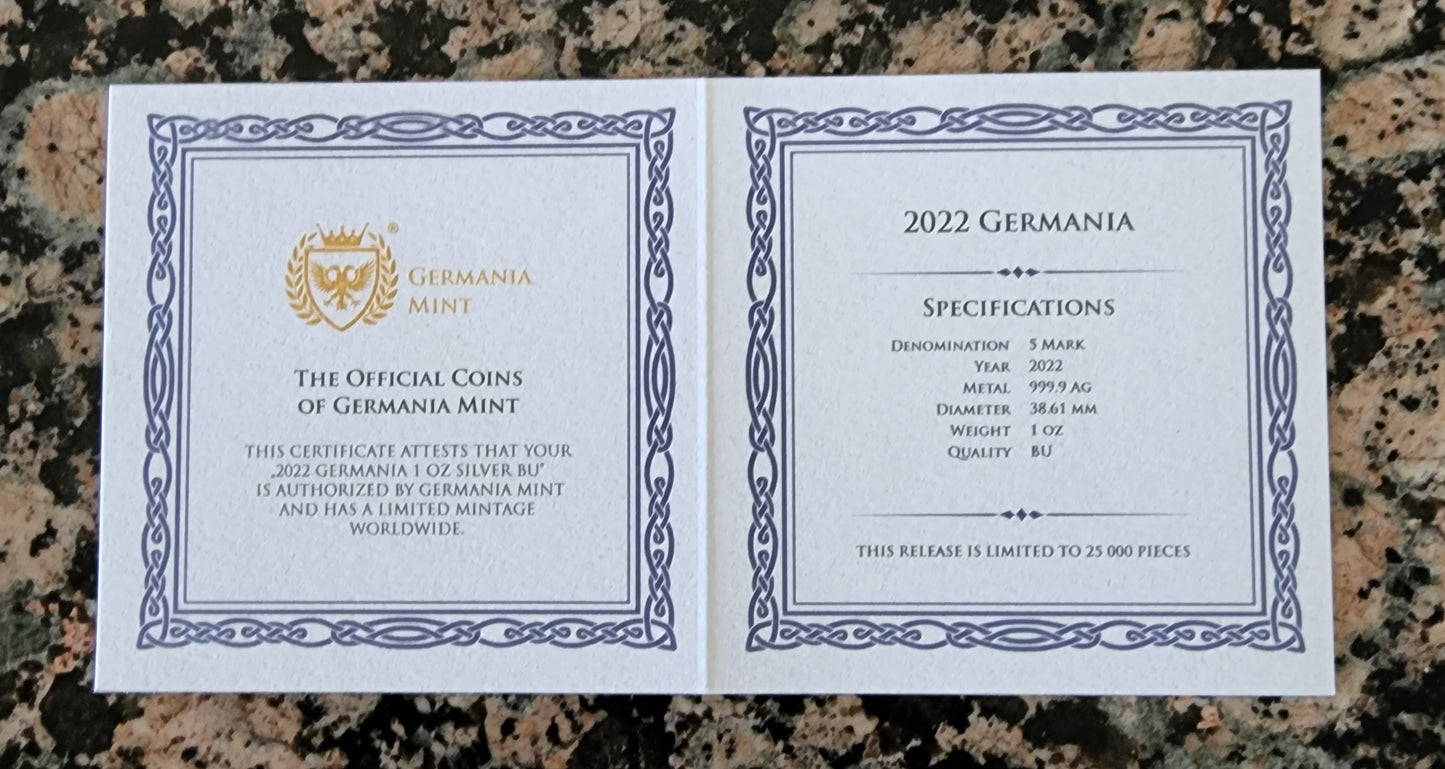 ®
GERMANIA
MINT
THE OFFICIAL COINS
OF GERMANIA MINT
THIS CERTIFICATE ATTESTS THAT YOUR
„2022 GERMANIA 1 OZ SILVER BU"
IS AUTHORIZED BY GERMANIA MINT
AND HAS A LIMITED MINTAGE
WORLDWIDE.
2022 GERMANIA
SPECIFICATIONS
DENOMINATION 5 MARK
YEAR 2022
METAL 999.9 AG
DIAMETER 38.61 MM
WEIGHT 1 OZ
QUALITY BU
THIS RELEASE IS LIMITED TO 25 000 PIECES